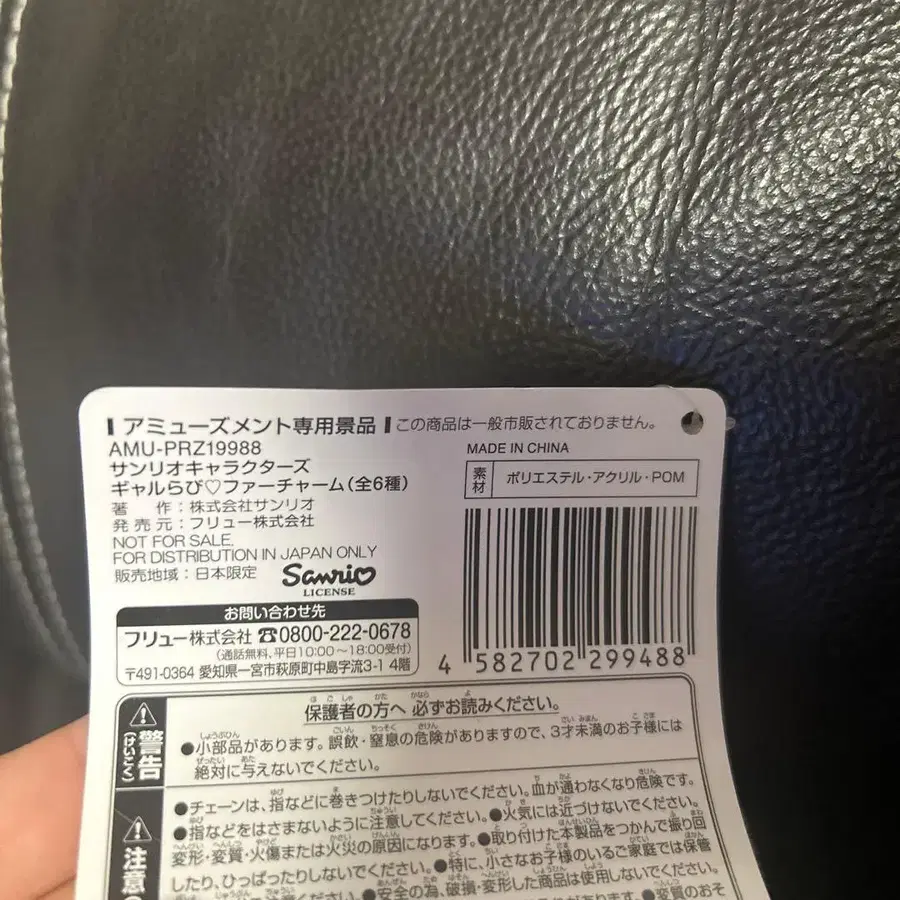 アミューズメント専用景品 この商品は一般市販されておりません。
AMU-PRZ19988
サンリオキャラクターズ
ギャルらび♡ファーチャーム(全6種)
著 作：株式会社サンリオ
発売元：フリュー株式会社
NOT FOR SALE.
FOR DISTRIBUTION IN JAPAN ONLY
販売地域：日本限定
Sanrio
LICENSE
MADE IN CHINA
素材 ポリエステル・アクリル・POM
4 582702 299488
お問い合わせ先
フリュー株式会社 ☎0800-222-0678
(通話無料、平日10:00～18:00受付)
〒491-0364 愛知県一宮市萩原町中島字流3-1 4階
保護者の方へ 必ずお読みください。
警告
(けいこく)
●小部品があります。誤飲・窒息の危険がありますので、3才未満のお子様には
絶対に与えないでください。
注意
●チェーンは、指などに巻きつけたりしないでください。血が通わなくなり危険です。
●指などをはさまないように注意してください。●火気には近づけないでください。
変形・変質・火傷または火災の原因になります。●取り付けた本製品をつかんで振り回
したり、ひっぱったりしないでください。●特に、小さなお子様のいるご家庭では保管
●安全の為、破損・変形した商品は使用しないでください。
●変質のおそ